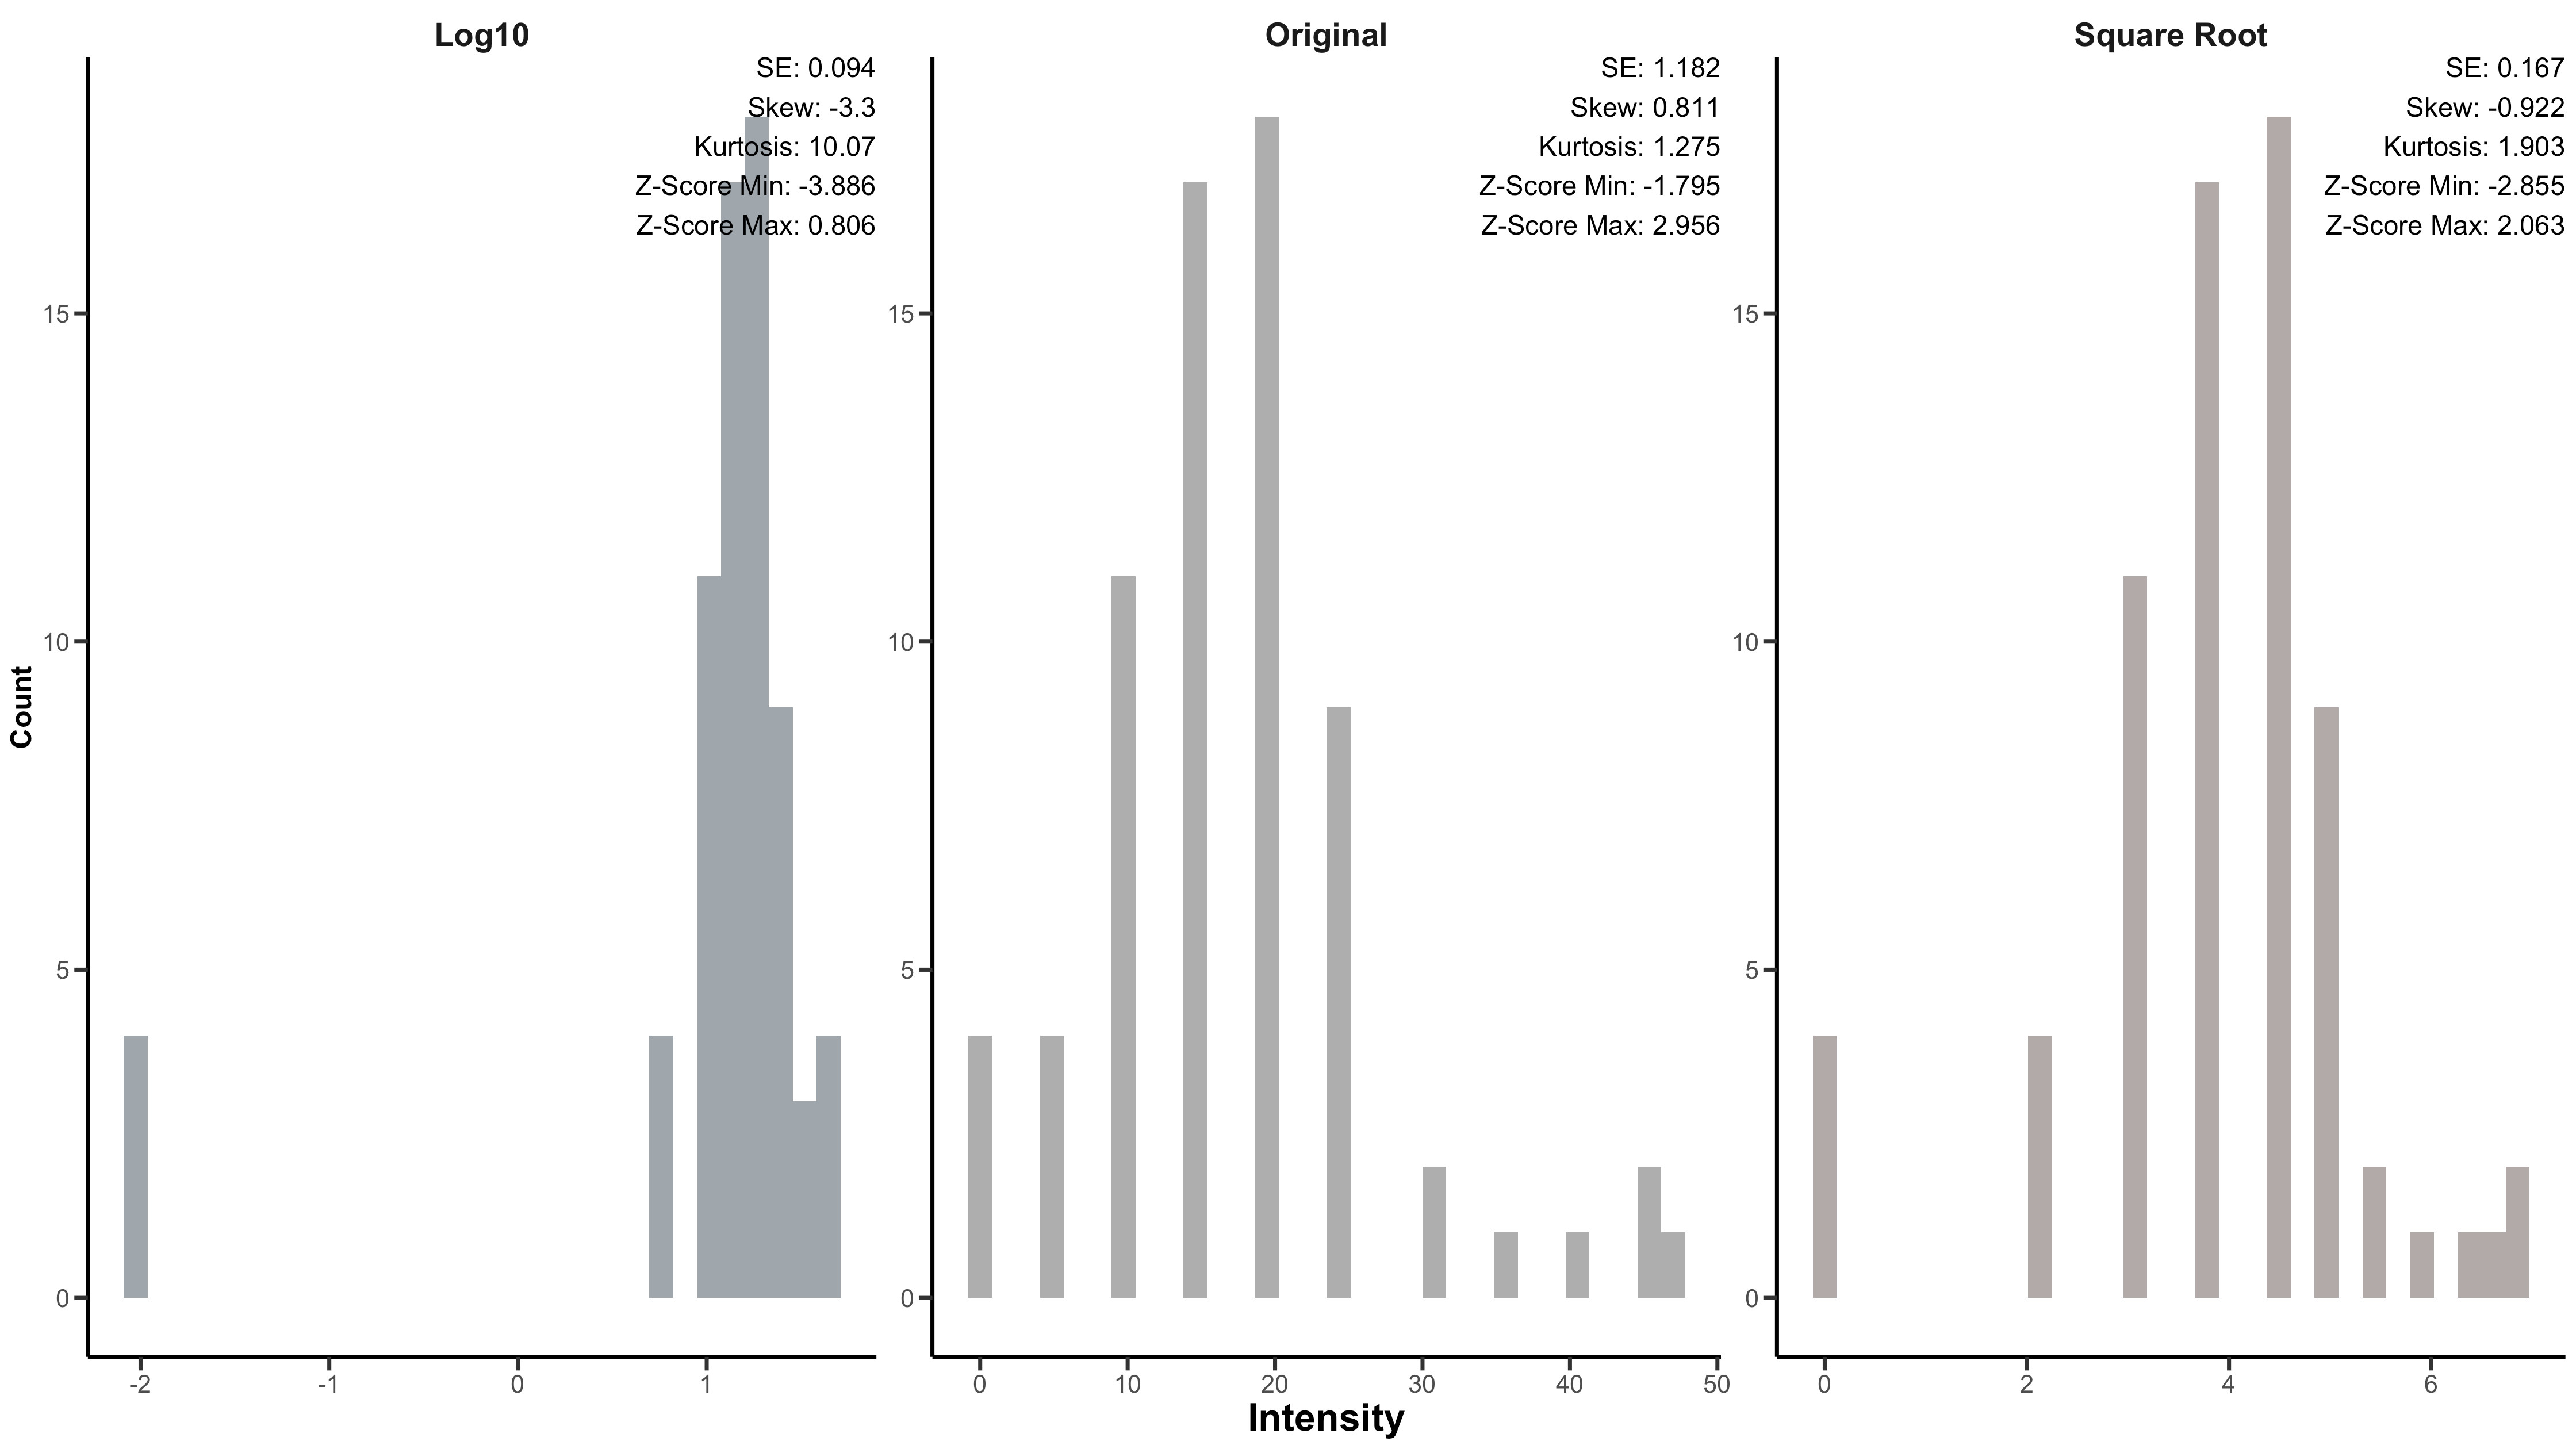 Log10
SE: 0.094
Skew: -3.3
Kurtosis: 10.07
Z-Score Min: -3.886
Z-Score Max: 0.806
15
10
5
0
-2 -1 0 1
Original
SE: 1.182
Skew: 0.811
Kurtosis: 1.275
Z-Score Min: -1.795
Z-Score Max: 2.956
15
10
5
0
0 10 20 30 40 50
Square Root
SE: 0.167
Skew: -0.922
Kurtosis: 1.903
Z-Score Min: -2.855
Z-Score Max: 2.063
15
10
5
0
0 2 4 6
Count
Intensity